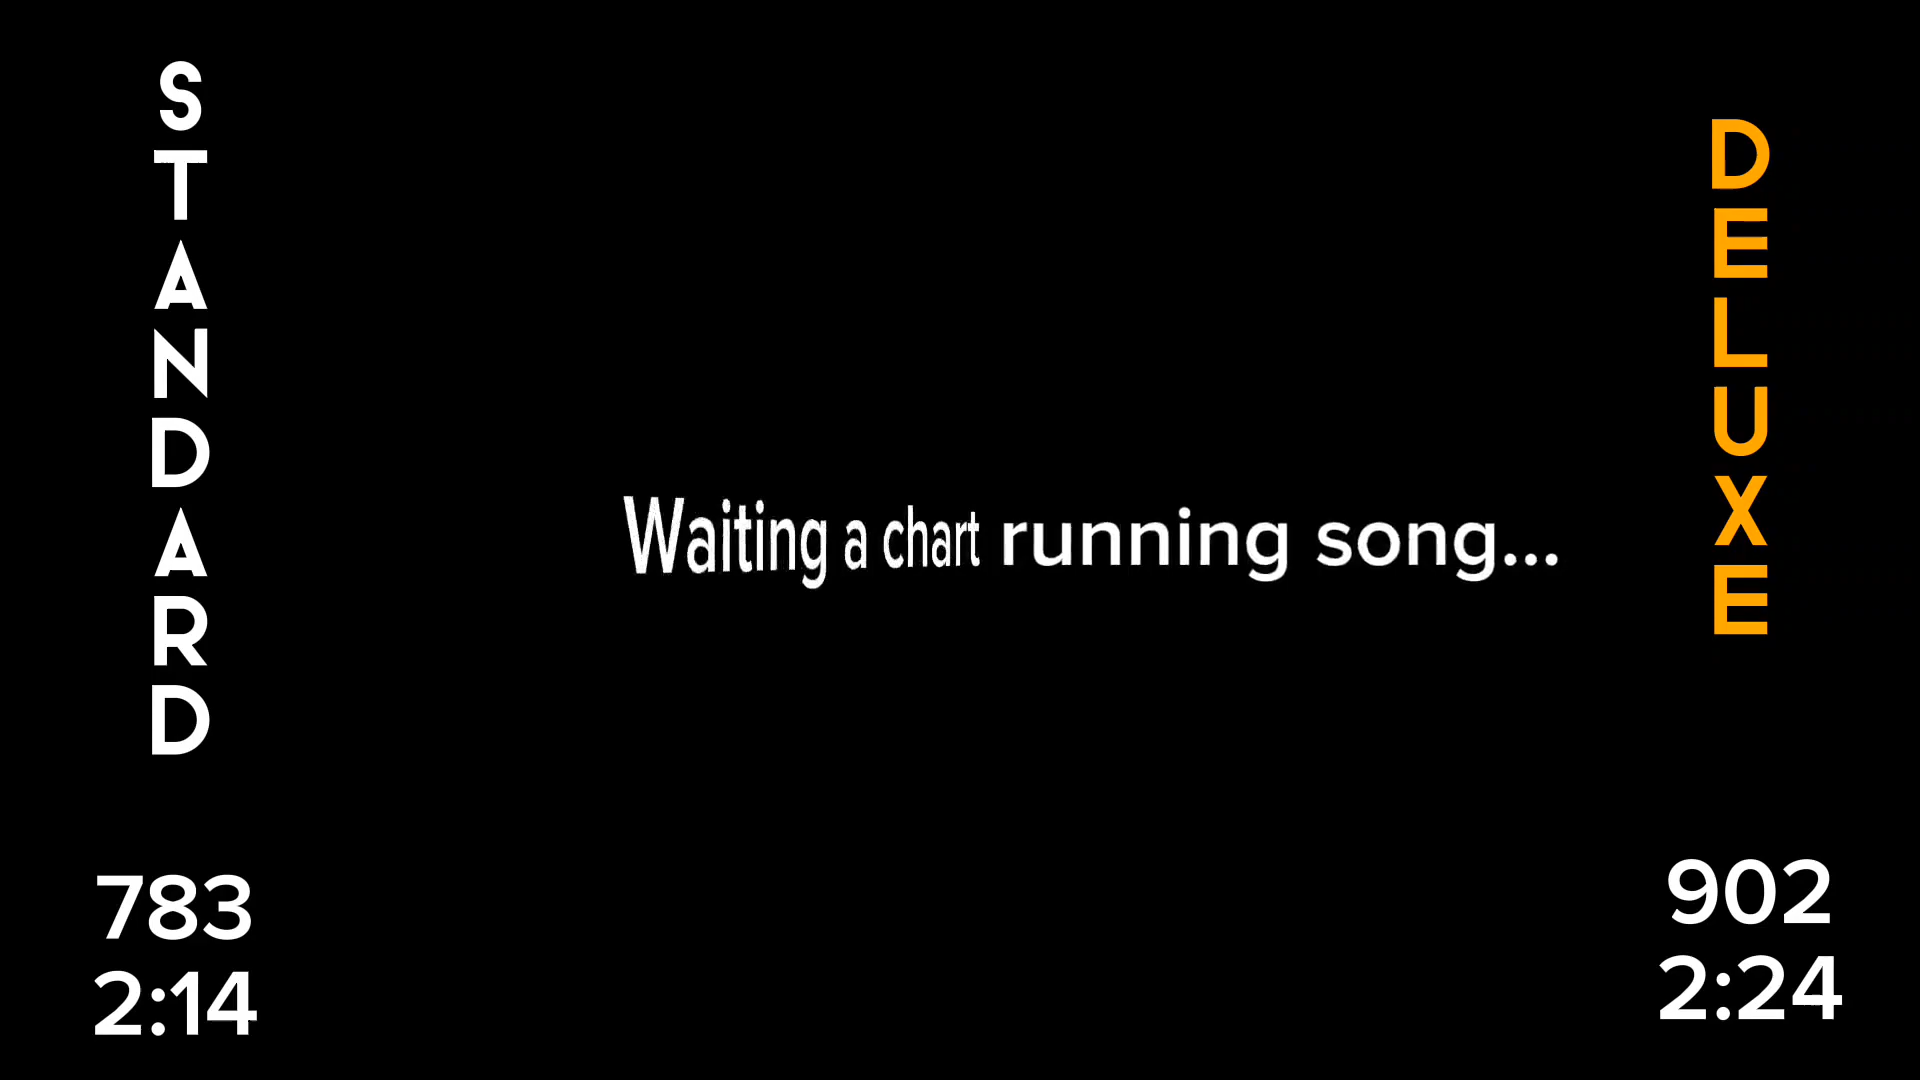 STANDARD
783
2:14
Waiting a chart running song...
DELUXE
902
2:24